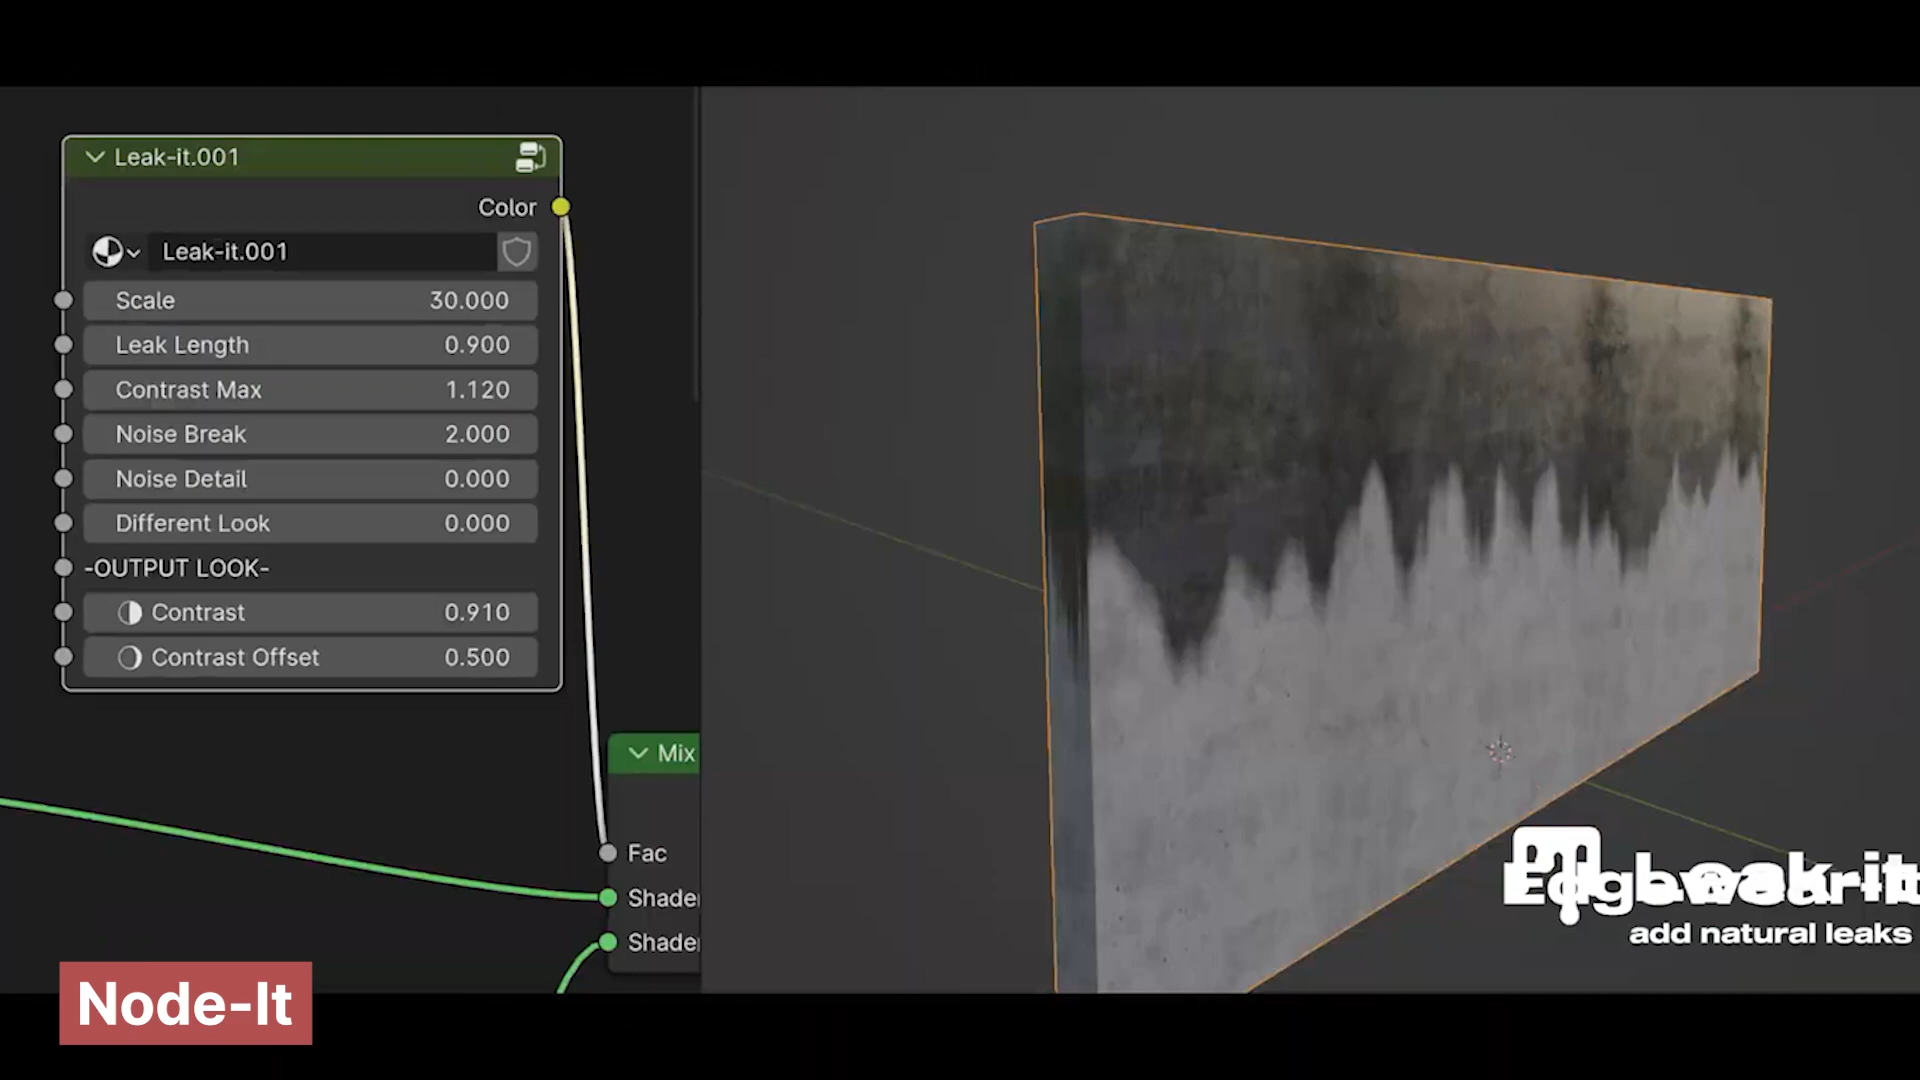 Leak-it.001
Color
Leak-it.001
Scale 30.000
Leak Length 0.900
Contrast Max 1.120
Noise Break 2.000
Noise Detail 0.000
Different Look 0.000
-OUTPUT LOOK-
Contrast 0.910
Contrast Offset 0.500
Mix
Fac
Shader
Shader
add natural leaks
Node-It